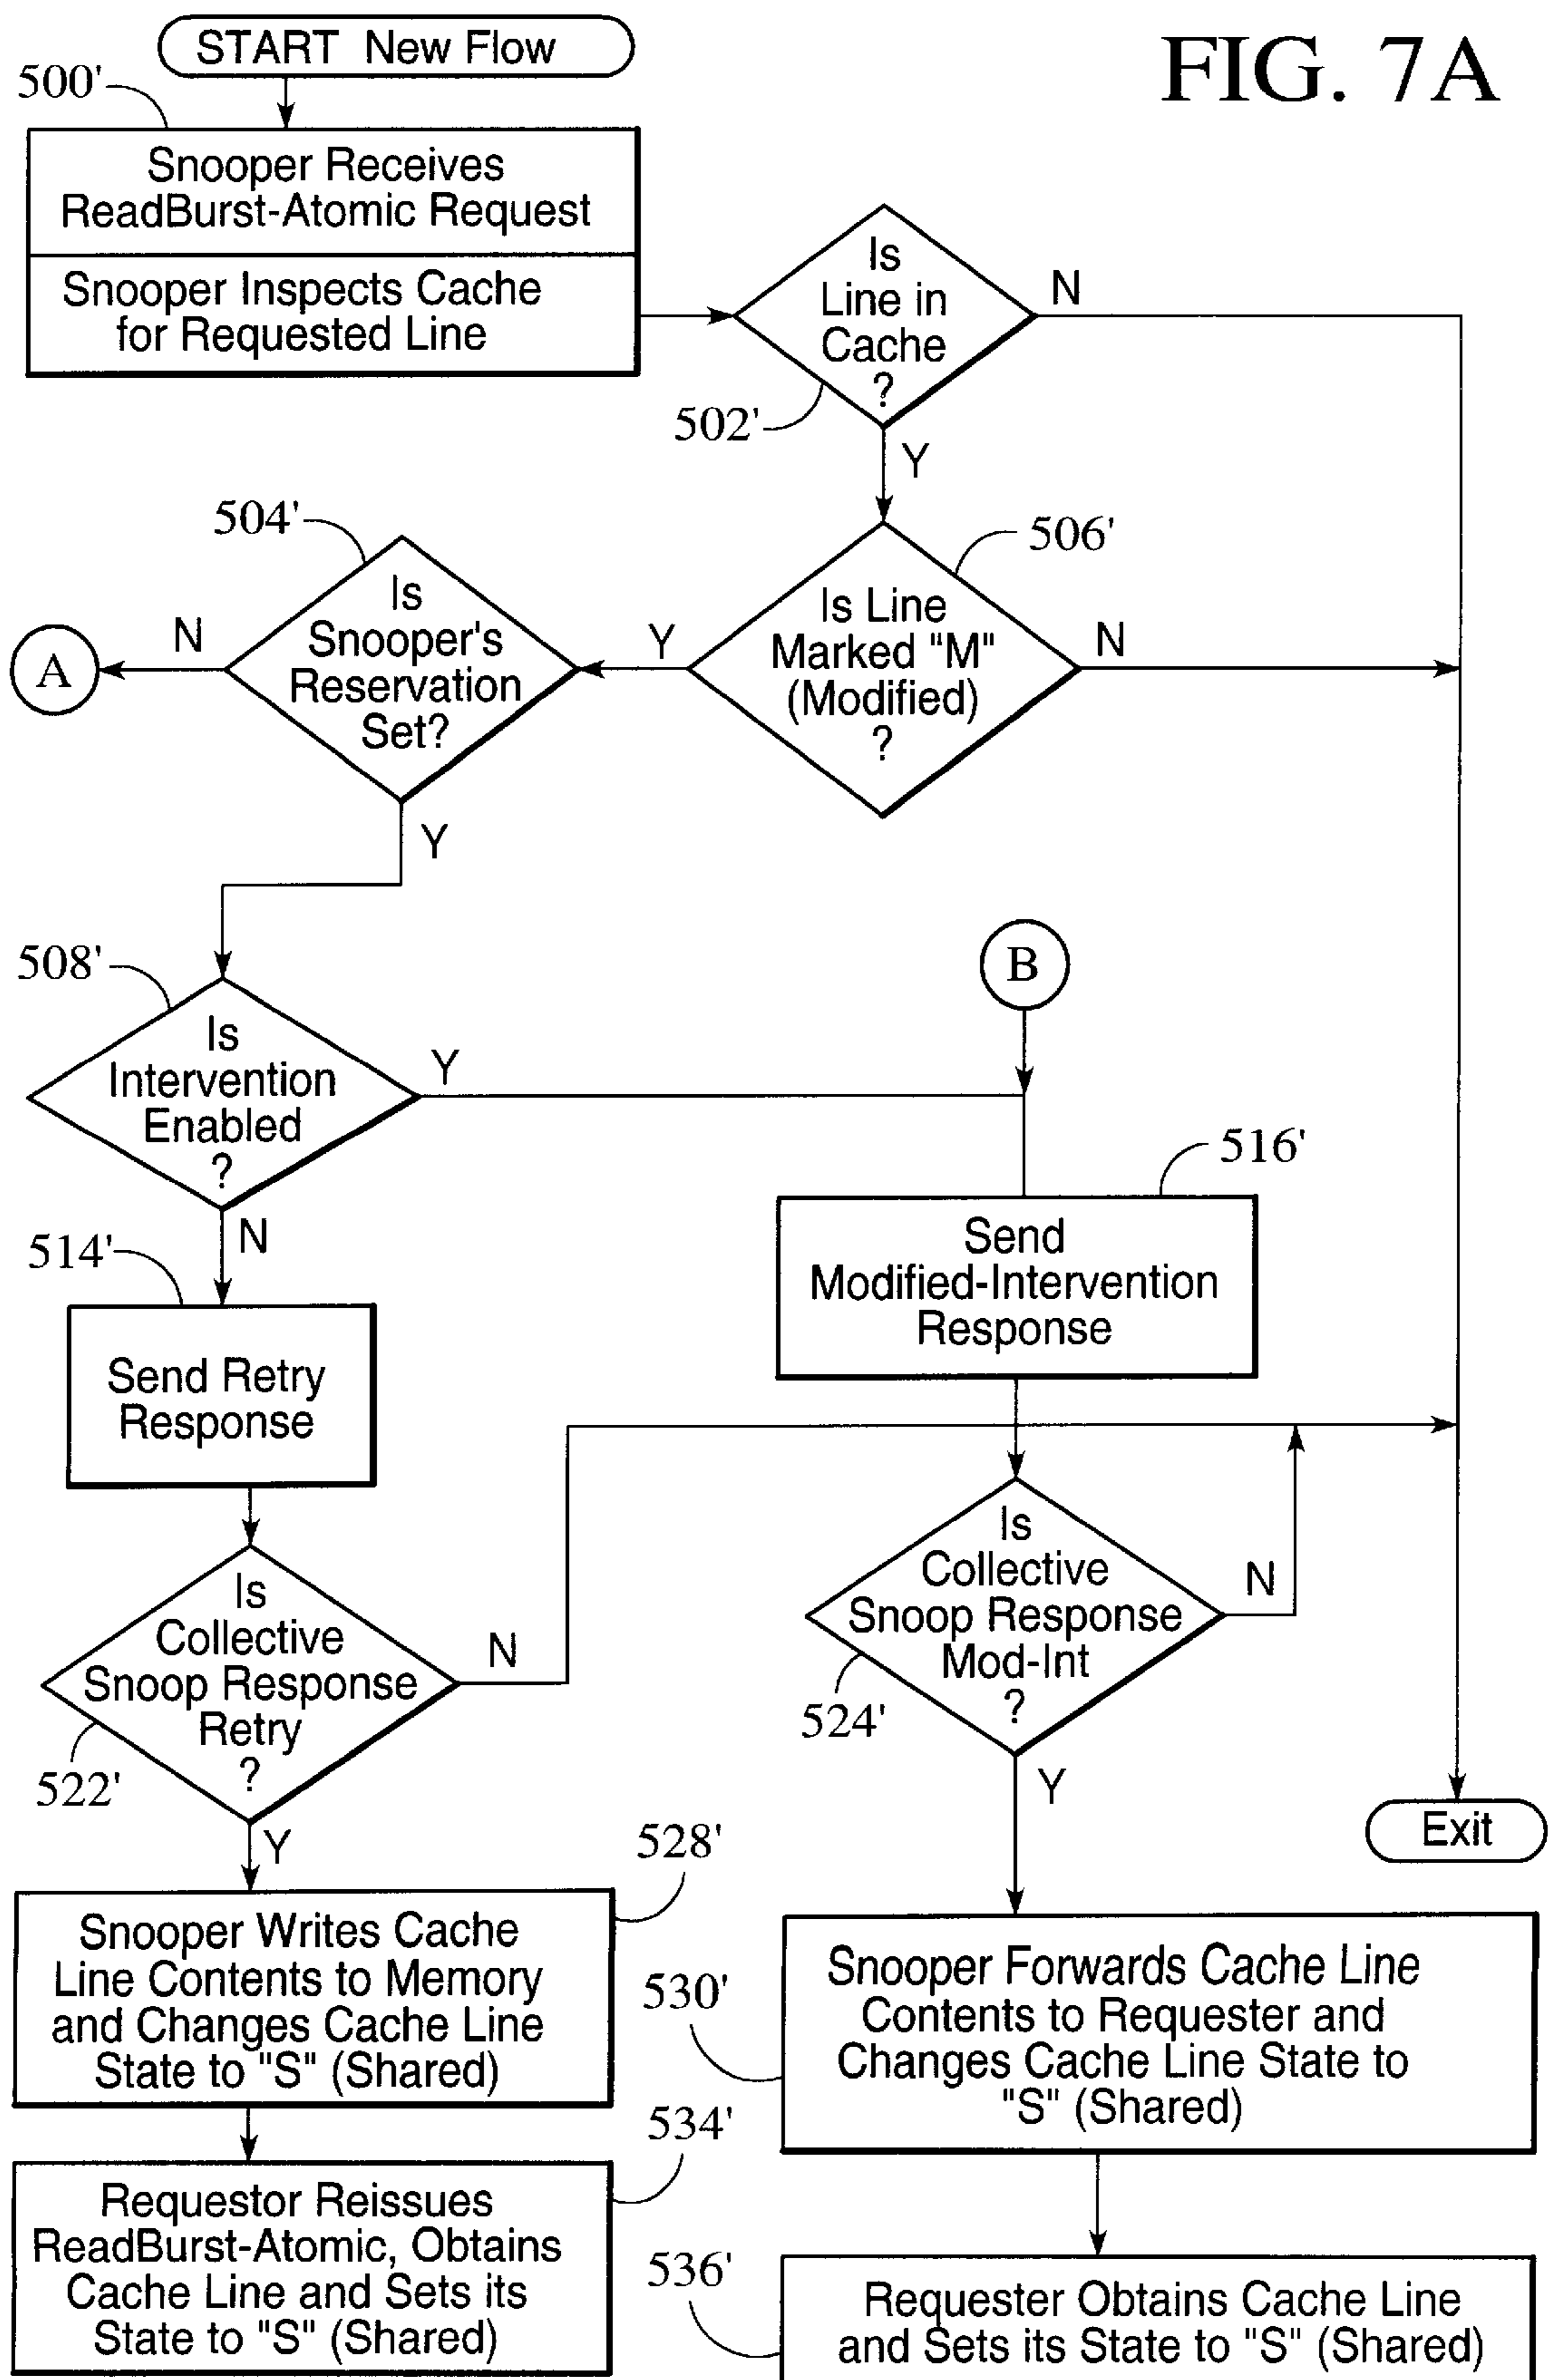 START New Flow
FIG. 7A
500'
Snooper Receives
ReadBurst-Atomic Request
Snooper Inspects Cache
for Requested Line
Is
Line in
Cache
?
N
502'
Y
504'
506'
Is
Snooper's
Reservation
Set?
N
A
Y
Is Line
Marked "M"
(Modified)
?
N
Y
508'
B
Is
Intervention
Enabled
?
Y
N
516'
514'
Send
Modified-Intervention
Response
Send Retry
Response
Is
Collective
Snoop Response
Mod-Int
?
N
524'
Is
Collective
Snoop Response
Retry
?
N
522'
Y
Y
Exit
528'
Snooper Writes Cache
Line Contents to Memory
and Changes Cache Line
State to "S" (Shared)
530'
Snooper Forwards Cache Line
Contents to Requester and
Changes Cache Line State to
"S" (Shared)
534'
Requestor Reissues
ReadBurst-Atomic, Obtains
Cache Line and Sets its
State to "S" (Shared)
536'
Requester Obtains Cache Line
and Sets its State to "S" (Shared)